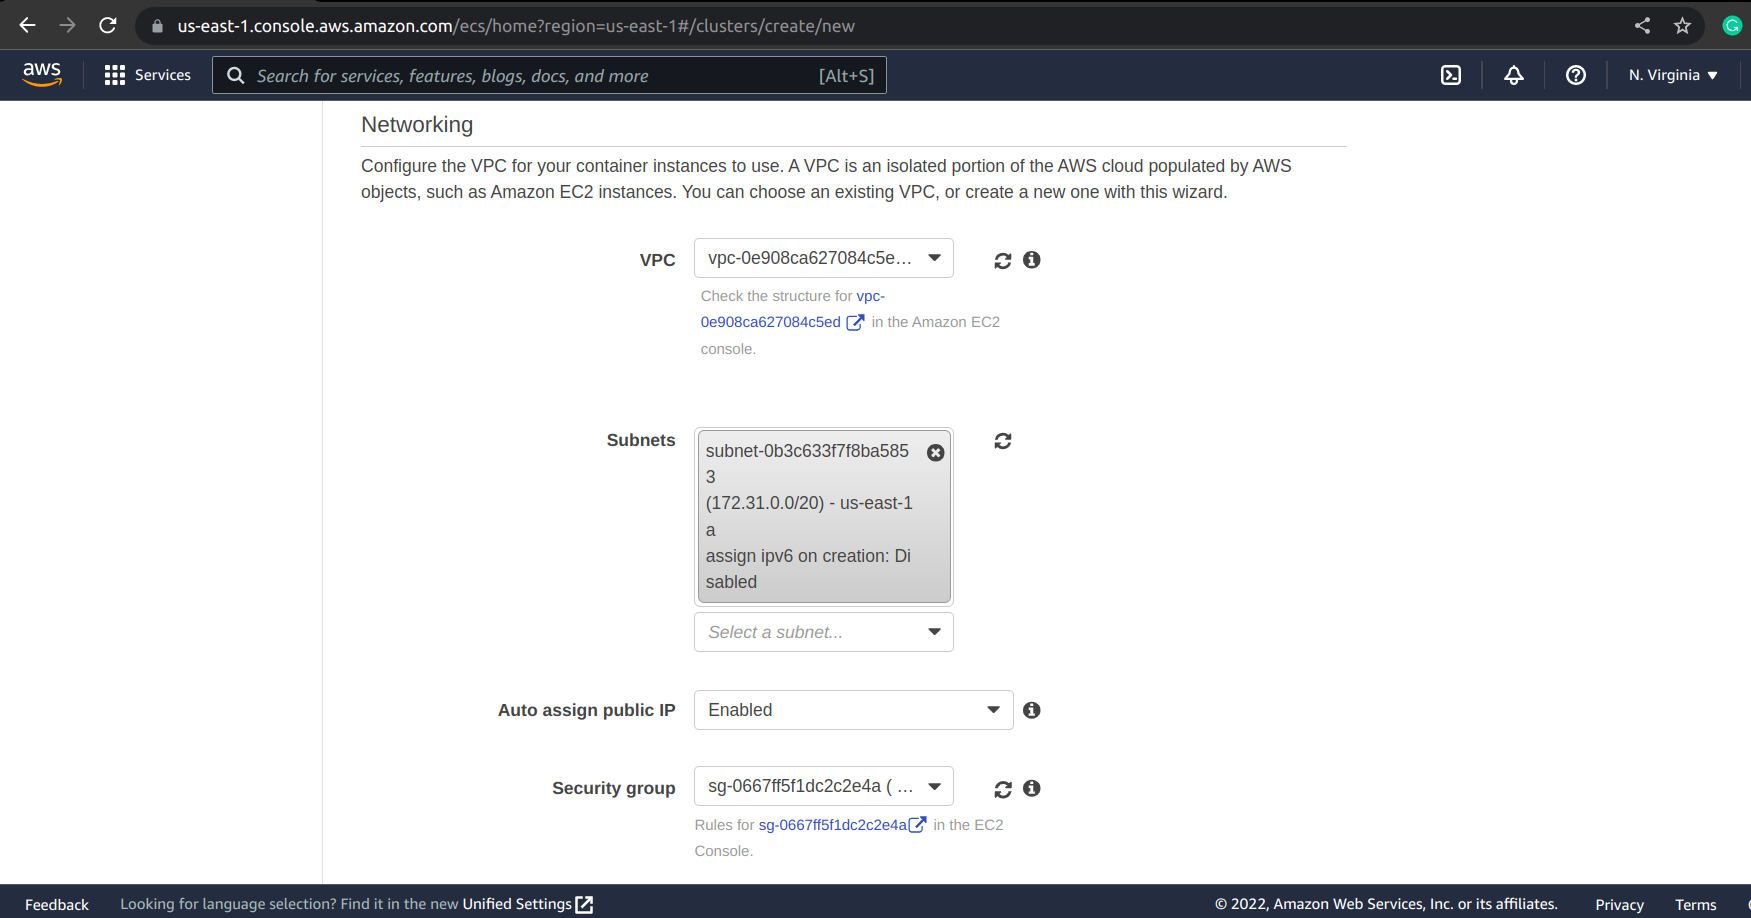 us-east-1.console.aws.amazon.com/ecs/home?region=us-east-1#/clusters/create/new
aws
Services
Search for services, features, blogs, docs, and more
[Alt+S]
N. Virginia
Networking
Configure the VPC for your container instances to use. A VPC is an isolated portion of the AWS cloud populated by AWS
objects, such as Amazon EC2 instances. You can choose an existing VPC, or create a new one with this wizard.
VPC
vpc-0e908ca627084c5e...
Check the structure for vpc-
0e908ca627084c5ed in the Amazon EC2
console.
Subnets
subnet-0b3c633f7f8ba585
3
(172.31.0.0/20) - us-east-1
a
assign ipv6 on creation: Di
sabled
Select a subnet...
Auto assign public IP
Enabled
Security group
sg-0667ff5f1dc2c2e4a ( ...
Rules for sg-0667ff5f1dc2c2e4a in the EC2
Console.
Feedback
Looking for language selection? Find it in the new Unified Settings
© 2022, Amazon Web Services, Inc. or its affiliates.
Privacy
Terms